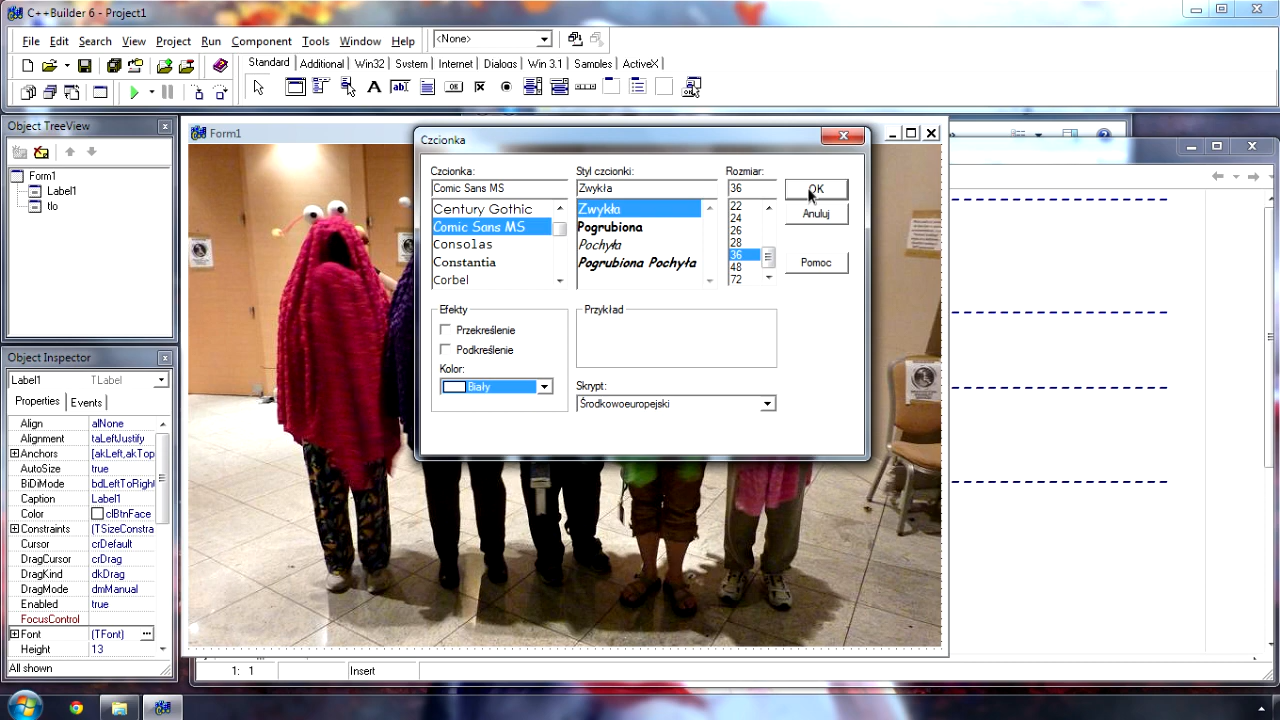 C++Builder 6 - Project1
File Edit Search View Project Run Component Tools Window Help
<None>
Standard Additional Win32 System Internet Dialogs Win 3.1 Samples ActiveX
Object TreeView
Form1
Label1
tlo
Object Inspector
Label1 TLabel
Properties Events
Align alNone
Alignment taLeftJustify
Anchors [akLeft,akTop
AutoSize true
BiDiMode bdLeftToRigh
Caption Label1
Color clBtnFace
Constraints (TSizeConstra
Cursor crDefault
DragCursor crDrag
DragKind dkDrag
DragMode dmManual
Enabled true
FocusControl
Font (TFont)
Height 13
All shown
Form1
Czcionka
Czcionka:
Comic Sans MS
Century Gothic
Comic Sans MS
Consolas
Constantia
Corbel
Styl czcionki:
Zwykła
Zwykła
Pogrubiona
Pochyła
Pogrubiona Pochyła
Rozmiar:
36
22
24
26
28
36
48
72
OK
Anuluj
Pomoc
Efekty
Przekreślenie
Podkreślenie
Kolor:
Biały
Przykład
Skrypt:
Środkowoeuropejski
1: 1
Insert